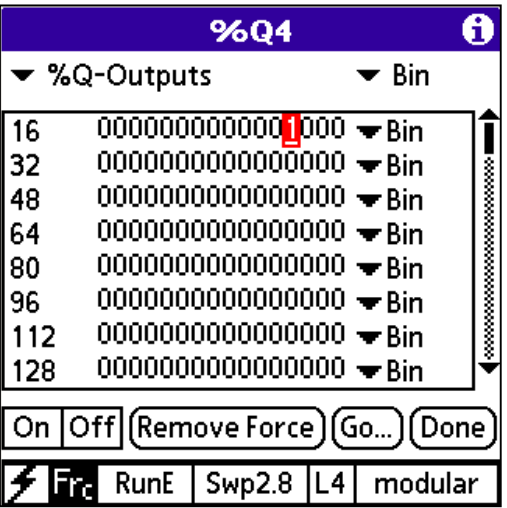 %Q4 i
%Q-Outputs Bin
16 0000000000001000 Bin
32 0000000000000000 Bin
48 0000000000000000 Bin
64 0000000000000000 Bin
80 0000000000000000 Bin
96 0000000000000000 Bin
112 0000000000000000 Bin
128 0000000000000000 Bin
On Off Remove Force Go... Done
Frc RunE Swp2.8 L4 modular